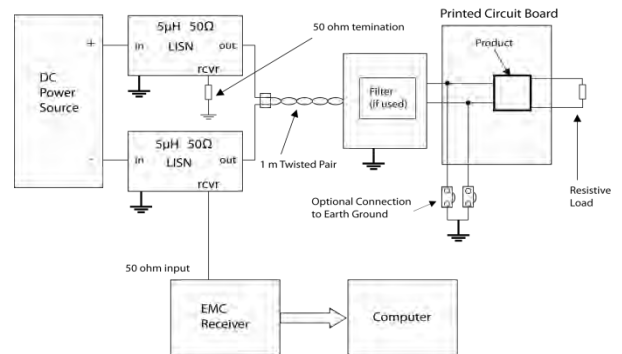 Printed Circuit Board
5µH 50Ω
in LISN out
rcvr
50 ohm temination
+
DC
Power
Source
-
Product
Filter
(if used)
5µH 50Ω
in LISN out
rcvr
1 m Twisted Pair
Optional Connection
to Earth Ground
Resistive
Load
50 ohm input
EMC
Receiver
Computer